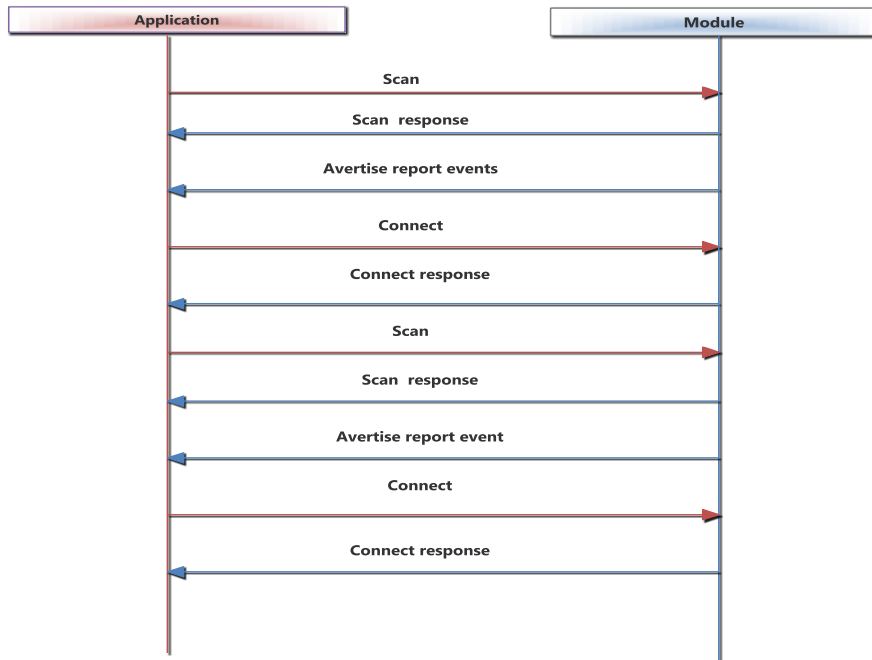 Application
Module
Scan
Scan response
Avertise report events
Connect
Connect response
Scan
Scan response
Avertise report event
Connect
Connect response